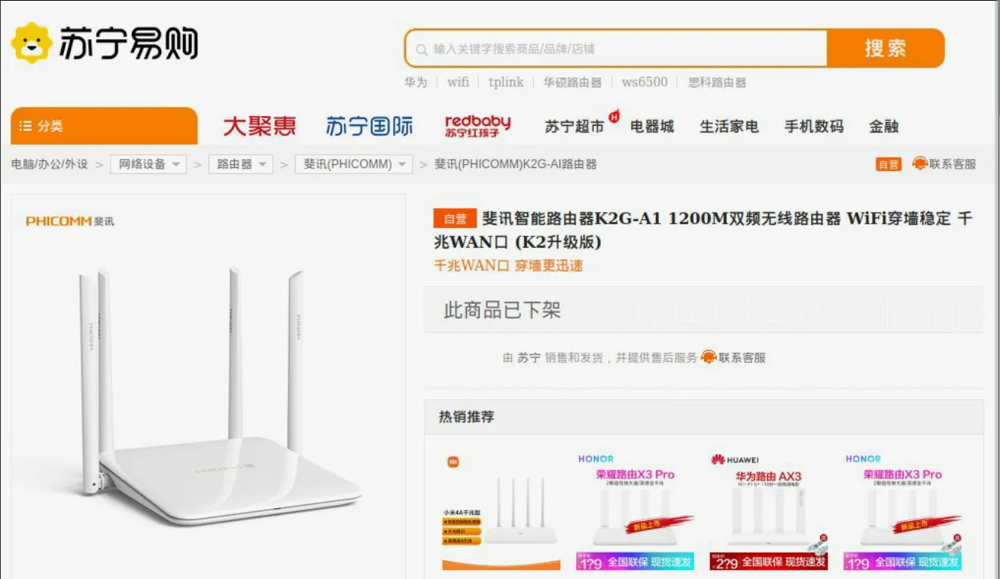 苏宁易购
输入关键字搜索商品/品牌/店铺
搜索
华为 | wifi | tplink | 华硕路由器 | ws6500 | 思科路由器
分类
大聚惠
苏宁国际
redbaby
苏宁红孩子
苏宁超市
H
电器城
生活家电
手机数码
金融
电脑/办公/外设 > 网络设备 > 路由器 > 斐讯(PHICOMM) > 斐讯(PHICOMM)K2G-AI路由器
自营
联系客服
PHICOMM斐讯
自营 斐讯智能路由器K2G-A1 1200M双频无线路由器 WiFi穿墙稳定 千
兆WAN口 (K2升级版)
千兆WAN口 穿墙更迅速
此商品已下架
由 苏宁 销售和发货，并提供售后服务 联系客服
热销推荐
小米4A千兆版
HONOR
荣耀路由X3 Pro
新品上市
179 全国联保 现货速发
HUAWEI
华为路由 AX3
279 全国联保 现货速发
HONOR
荣耀路由X3 Pro
新品上市
179 全国联保 现货速发